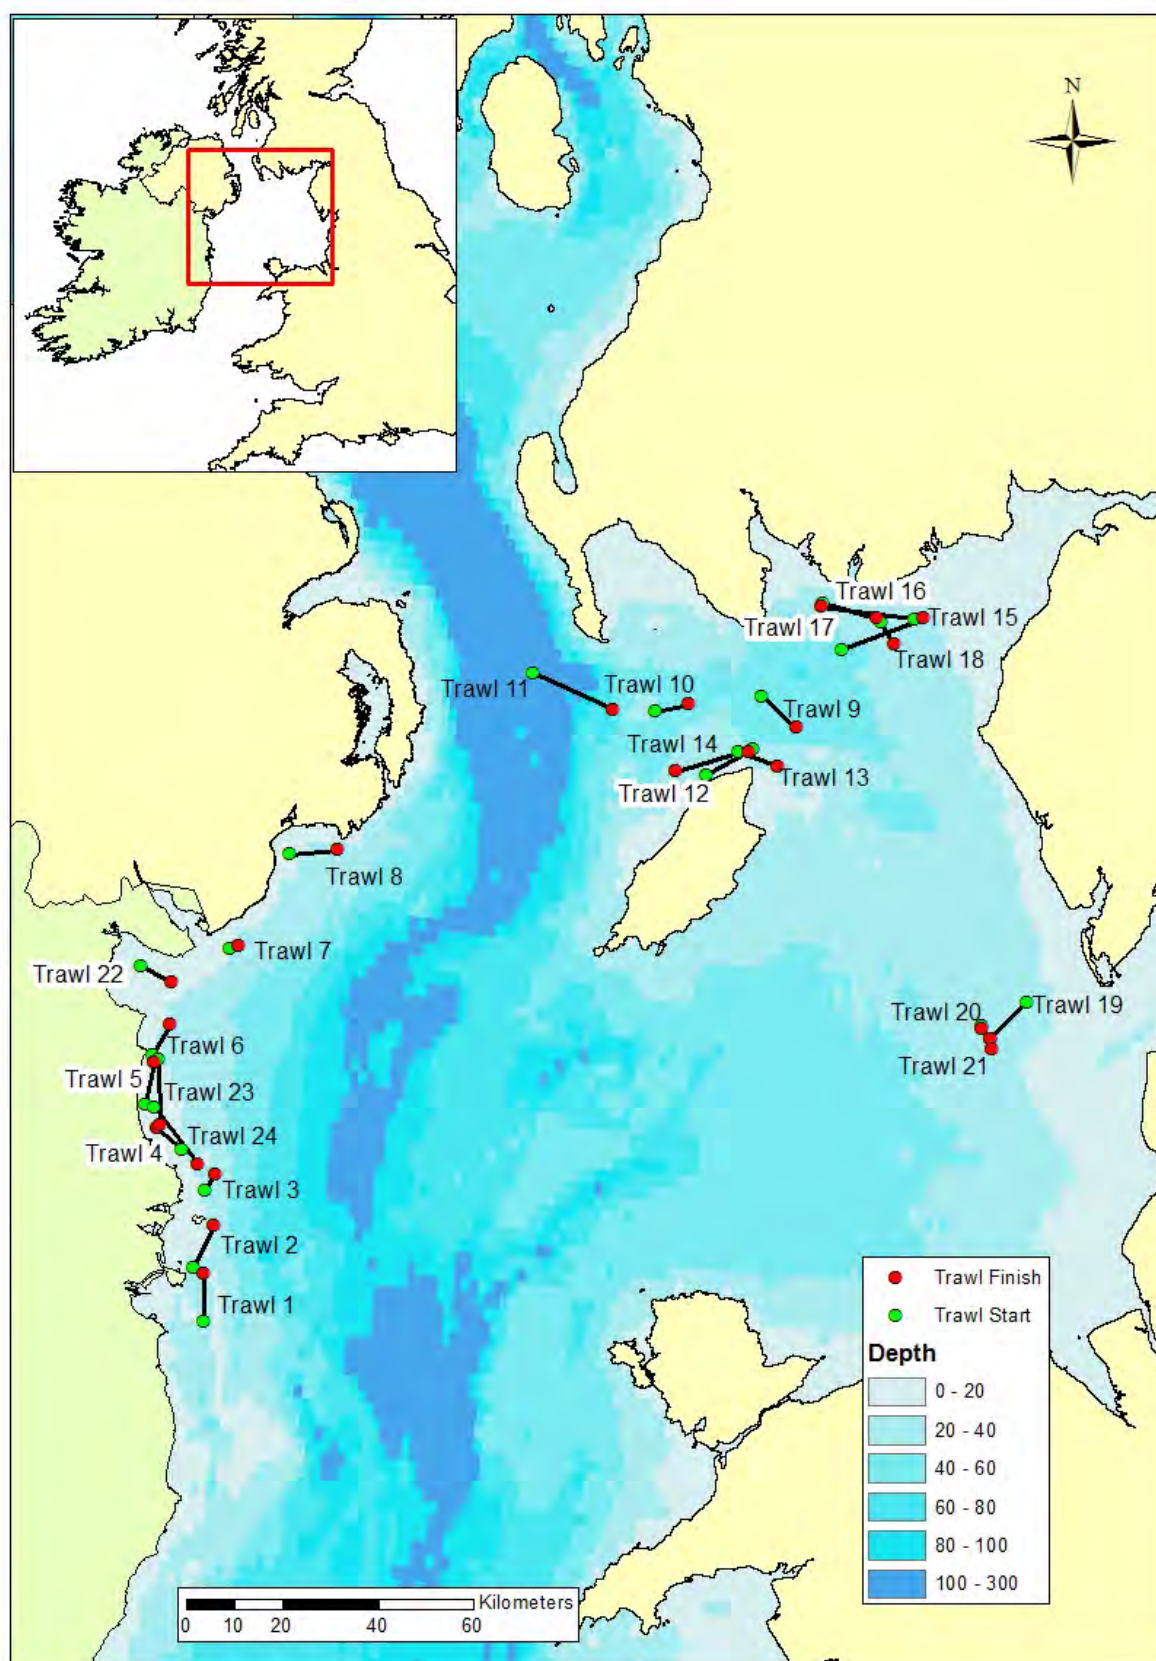 N
Trawl 16
Trawl 17
Trawl 15
Trawl 18
Trawl 11
Trawl 10
Trawl 9
Trawl 14
Trawl 13
Trawl 12
Trawl 8
Trawl 7
Trawl 22
Trawl 19
Trawl 20
Trawl 6
Trawl 21
Trawl 5
Trawl 23
Trawl 24
Trawl 4
Trawl 3
Trawl 2
Trawl 1
Trawl Finish
Trawl Start
Depth
0 - 20
20 - 40
40 - 60
60 - 80
80 - 100
100 - 300
Kilometers
0 10 20 40 60